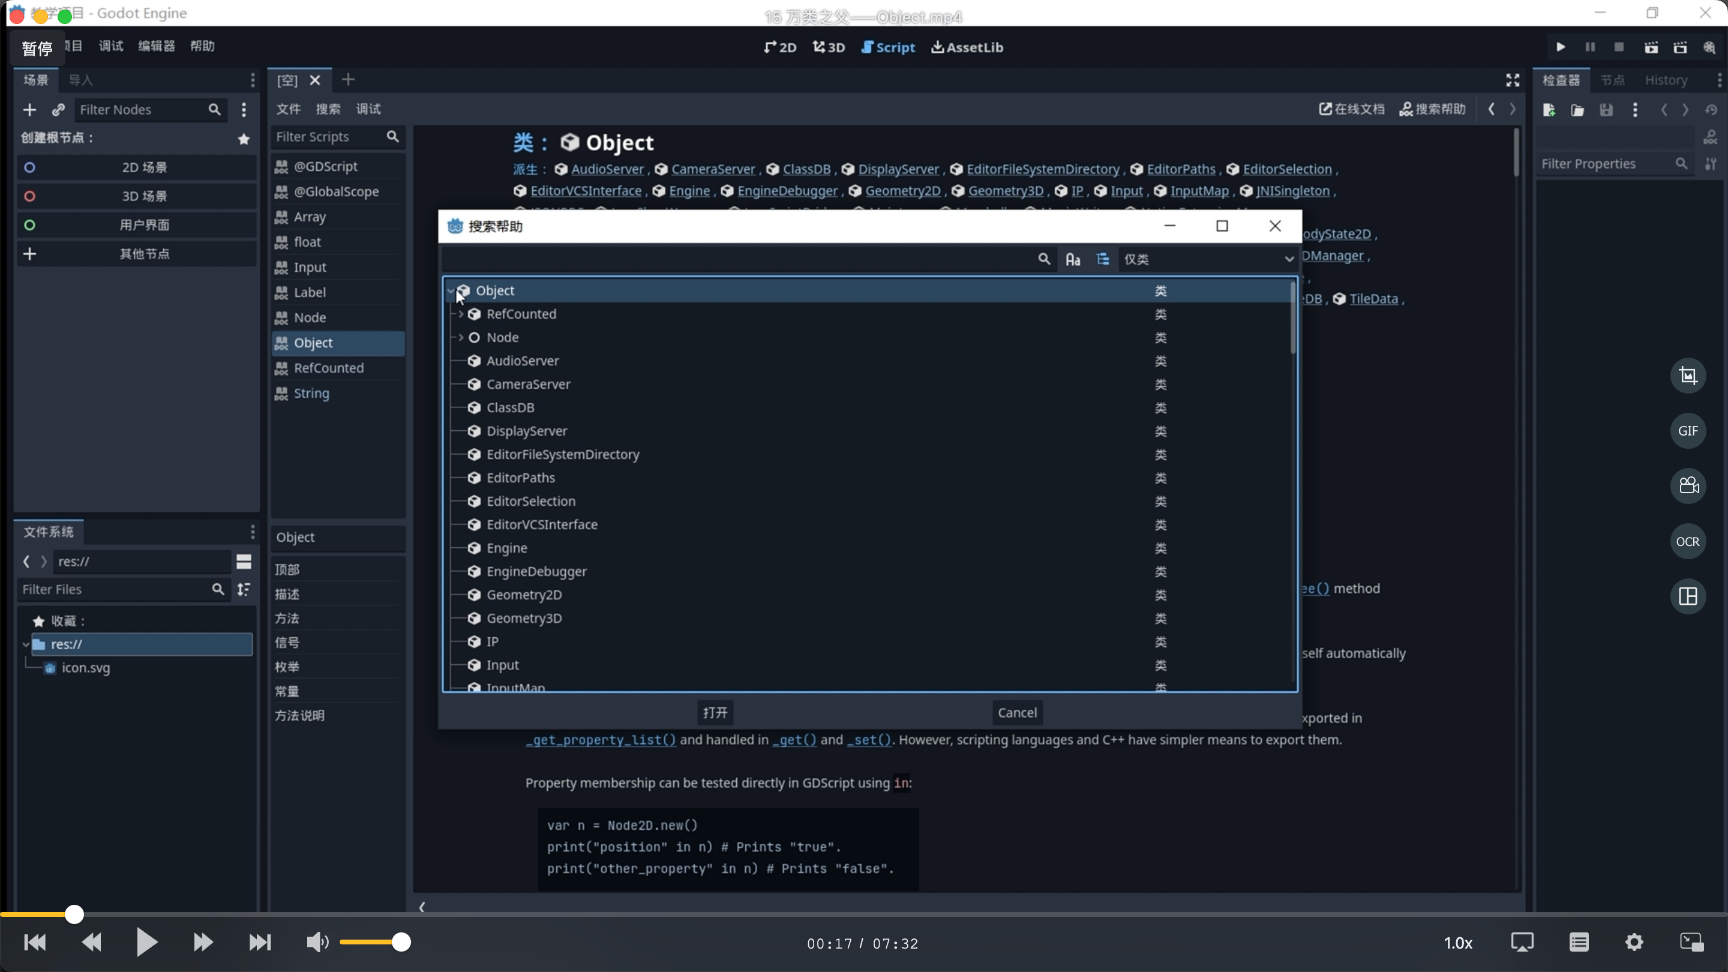 教学项目 - Godot Engine
15 万类之父——Object.mp4
暂停
项目 调试 编辑器 帮助
2D 3D Script AssetLib
场景 导入
[空]
检查器 节点 History
Filter Nodes
文件 搜索 调试
在线文档 搜索帮助
创建根节点：
Filter Scripts
类： Object
Filter Properties
2D 场景
3D 场景
用户界面
其他节点
@GDScript
@GlobalScope
Array
float
Input
Label
Node
Object
RefCounted
String
派生： AudioServer , CameraServer , ClassDB , DisplayServer , EditorFileSystemDirectory , EditorPaths , EditorSelection ,
EditorVCSInterface , Engine , EngineDebugger , Geometry2D , Geometry3D , IP , Input , InputMap , JNISingleton ,
odyState2D ,
DManager ,
eDB , TileData ,
搜索帮助
Aa 仅类
Object 类
RefCounted 类
Node 类
AudioServer 类
CameraServer 类
ClassDB 类
DisplayServer 类
EditorFileSystemDirectory 类
EditorPaths 类
EditorSelection 类
EditorVCSInterface 类
Engine 类
EngineDebugger 类
Geometry2D 类
Geometry3D 类
IP 类
Input 类
InputMap 类
打开 Cancel
ee() method
self automatically
xported in
_get_property_list() and handled in _get() and _set(). However, scripting languages and C++ have simpler means to export them.
Property membership can be tested directly in GDScript using in:
var n = Node2D.new()
print("position" in n) # Prints "true".
print("other_property" in n) # Prints "false".
文件系统
res://
Filter Files
收藏：
res://
icon.svg
Object
顶部
描述
方法
信号
枚举
常量
方法说明
GIF
OCR
00:17 / 07:32
1.0x